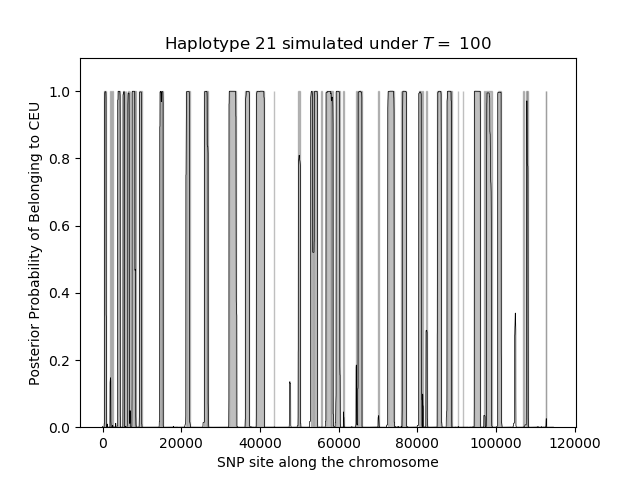 Haplotype 21 simulated under T = 100
Posterior Probability of Belonging to CEU
1.0
0.8
0.6
0.4
0.2
0.0
0 20000 40000 60000 80000 100000 120000
SNP site along the chromosome